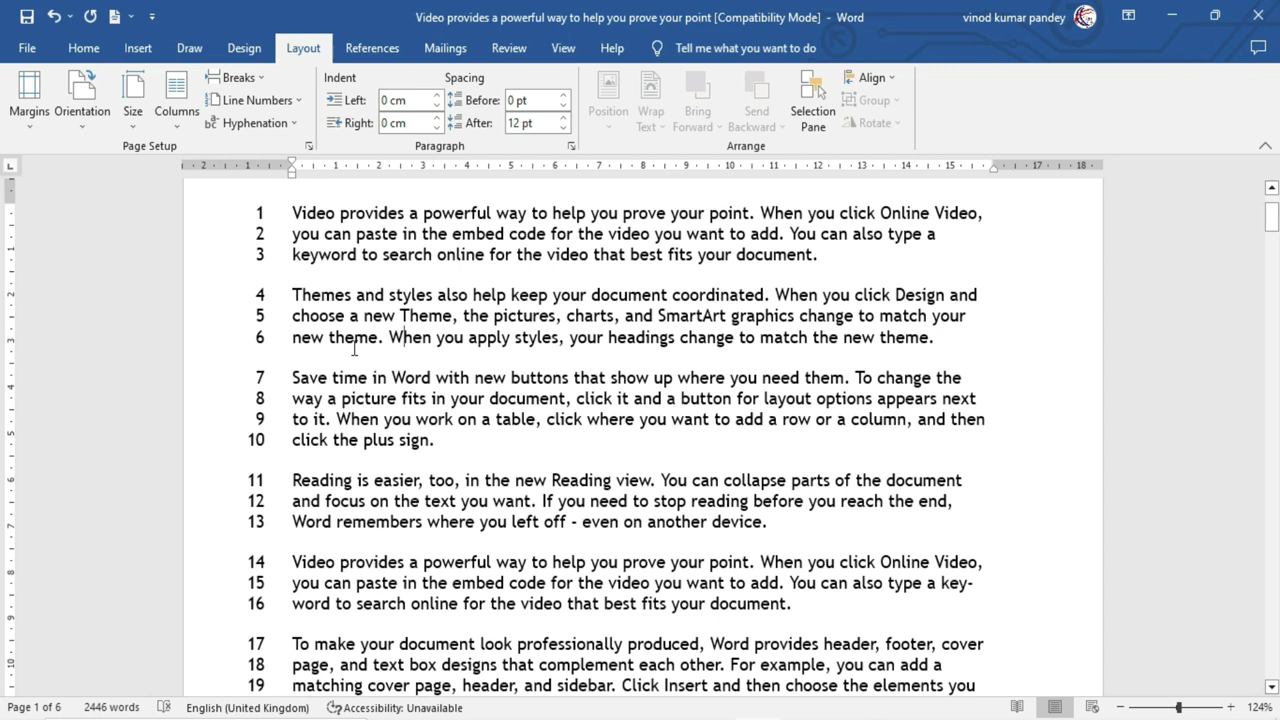 Video provides a powerful way to help you prove your point [Compatibility Mode] - Word
vinod kumar pandey
File Home Insert Draw Design Layout References Mailings Review View Help Tell me what you want to do
Margins
Orientation
Size
Columns
Breaks
Line Numbers
Hyphenation
Page Setup
Indent
Left: 0 cm
Right: 0 cm
Spacing
Before: 0 pt
After: 12 pt
Paragraph
Position
Wrap
Text
Bring
Forward
Send
Backward
Selection
Pane
Align
Group
Rotate
Arrange
L 2 1 1 2 3 4 5 6 7 8 9 10 11 12 13 14 15 17 18
1 Video provides a powerful way to help you prove your point. When you click Online Video,
2 you can paste in the embed code for the video you want to add. You can also type a
3 keyword to search online for the video that best fits your document.
4 Themes and styles also help keep your document coordinated. When you click Design and
5 choose a new Theme, the pictures, charts, and SmartArt graphics change to match your
6 new theme. When you apply styles, your headings change to match the new theme.
7 Save time in Word with new buttons that show up where you need them. To change the
8 way a picture fits in your document, click it and a button for layout options appears next
9 to it. When you work on a table, click where you want to add a row or a column, and then
10 click the plus sign.
11 Reading is easier, too, in the new Reading view. You can collapse parts of the document
12 and focus on the text you want. If you need to stop reading before you reach the end,
13 Word remembers where you left off - even on another device.
14 Video provides a powerful way to help you prove your point. When you click Online Video,
15 you can paste in the embed code for the video you want to add. You can also type a key-
16 word to search online for the video that best fits your document.
17 To make your document look professionally produced, Word provides header, footer, cover
18 page, and text box designs that complement each other. For example, you can add a
19 matching cover page, header, and sidebar. Click Insert and then choose the elements you
Page 1 of 6 2446 words English (United Kingdom) Accessibility: Unavailable 124%